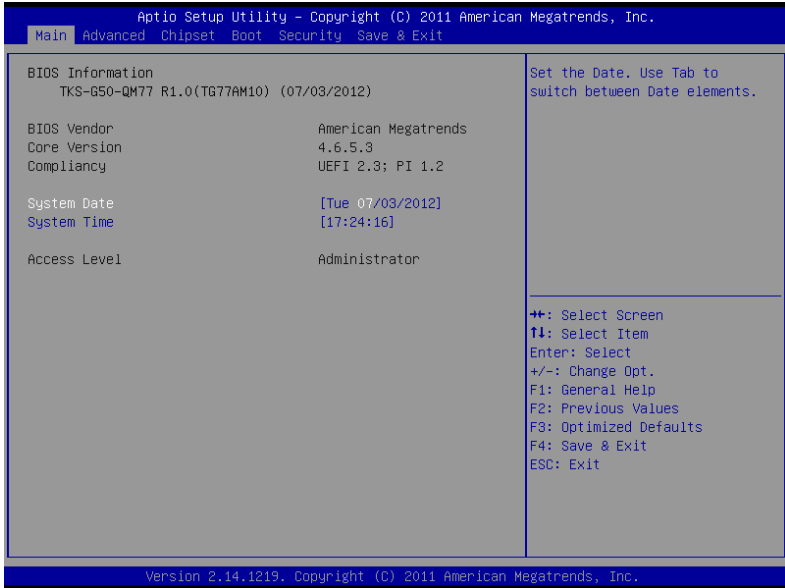 Aptio Setup Utility – Copyright (C) 2011 American Megatrends, Inc.
Main Advanced Chipset Boot Security Save & Exit
BIOS Information
TKS-G50-QM77 R1.0(TG77AM10) (07/03/2012)
BIOS Vendor American Megatrends
Core Version 4.6.5.3
Compliancy UEFI 2.3; PI 1.2
System Date [Tue 07/03/2012]
System Time [17:24:16]
Access Level Administrator
Set the Date. Use Tab to
switch between Date elements.
→←: Select Screen
↑↓: Select Item
Enter: Select
+/-: Change Opt.
F1: General Help
F2: Previous Values
F3: Optimized Defaults
F4: Save & Exit
ESC: Exit
Version 2.14.1219. Copyright (C) 2011 American Megatrends, Inc.